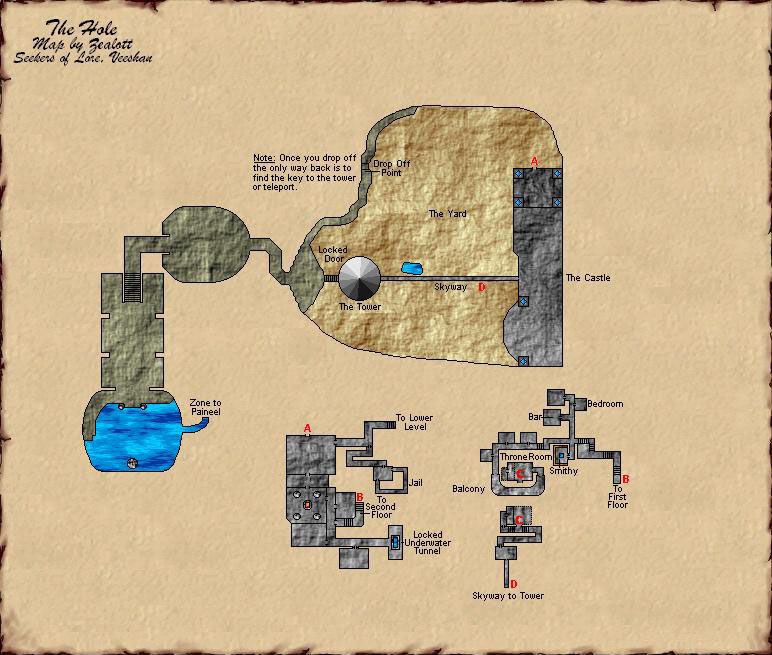 The Hole
Map by Zealott
Seekers of Lore, Veeshan
Note: Once you drop off
the only way back is to
find the key to the tower
or teleport.
Drop Off
Point
A
The Yard
Locked
Door
The Castle
Skyway
D
The Tower
Zone to
Paineel
A
To Lower
Level
Jail
B
To
Second
Floor
Locked
Underwater
Tunnel
Bedroom
Bar
Throne Room
C
Smithy
Balcony
B
To
First
Floor
C
D
Skyway to Tower